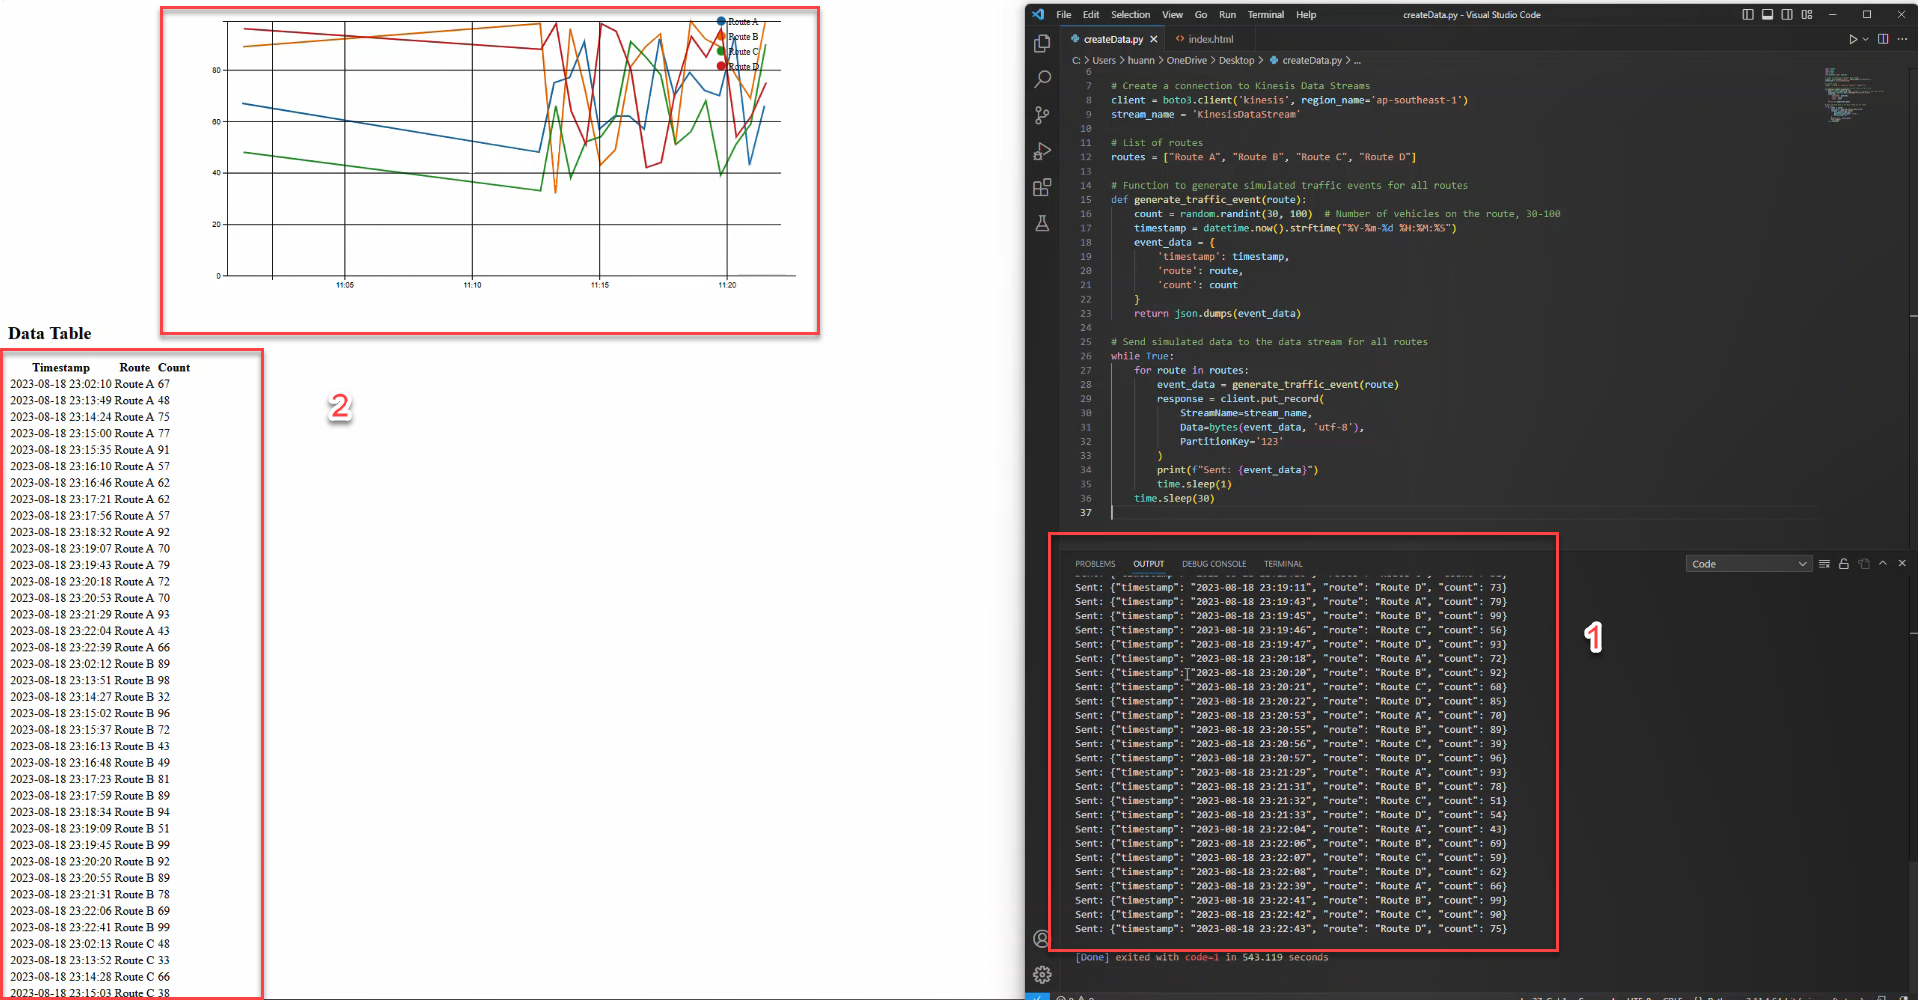 Route A
Route B
Route C
Route D
80
60
40
20
0
11:05
11:10
11:15
11:20
Data Table
Timestamp Route Count
2023-08-18 23:02:10 Route A 67
2023-08-18 23:13:49 Route A 48
2023-08-18 23:14:24 Route A 75
2023-08-18 23:15:00 Route A 77
2023-08-18 23:15:35 Route A 91
2023-08-18 23:16:10 Route A 57
2023-08-18 23:16:46 Route A 62
2023-08-18 23:17:21 Route A 62
2023-08-18 23:17:56 Route A 57
2023-08-18 23:18:32 Route A 92
2023-08-18 23:19:07 Route A 70
2023-08-18 23:19:43 Route A 79
2023-08-18 23:20:18 Route A 72
2023-08-18 23:20:53 Route A 70
2023-08-18 23:21:29 Route A 93
2023-08-18 23:22:04 Route A 43
2023-08-18 23:22:39 Route A 66
2023-08-18 23:02:12 Route B 89
2023-08-18 23:13:51 Route B 98
2023-08-18 23:14:27 Route B 32
2023-08-18 23:15:02 Route B 96
2023-08-18 23:15:37 Route B 72
2023-08-18 23:16:13 Route B 43
2023-08-18 23:16:48 Route B 49
2023-08-18 23:17:23 Route B 81
2023-08-18 23:17:59 Route B 89
2023-08-18 23:18:34 Route B 94
2023-08-18 23:19:09 Route B 51
2023-08-18 23:19:45 Route B 99
2023-08-18 23:20:20 Route B 92
2023-08-18 23:20:55 Route B 89
2023-08-18 23:21:31 Route B 78
2023-08-18 23:22:06 Route B 69
2023-08-18 23:22:41 Route B 99
2023-08-18 23:02:13 Route C 48
2023-08-18 23:13:52 Route C 33
2023-08-18 23:14:28 Route C 66
2023-08-18 23:15:03 Route C 38
2
File Edit Selection View Go Run Terminal Help
createData.py - Visual Studio Code
createData.py
index.html
C: > Users > huann > OneDrive > Desktop > createData.py > ...
6
7 # Create a connection to Kinesis Data Streams
8 client = boto3.client('kinesis', region_name='ap-southeast-1')
9 stream_name = 'KinesisDataStream'
10
11 # List of routes
12 routes = ["Route A", "Route B", "Route C", "Route D"]
13
14 # Function to generate simulated traffic events for all routes
15 def generate_traffic_event(route):
16 count = random.randint(30, 100) # Number of vehicles on the route, 30-100
17 timestamp = datetime.now().strftime("%Y-%m-%d %H:%M:%S")
18 event_data = {
19 'timestamp': timestamp,
20 'route': route,
21 'count': count
22 }
23 return json.dumps(event_data)
24
25 # Send simulated data to the data stream for all routes
26 while True:
27 for route in routes:
28 event_data = generate_traffic_event(route)
29 response = client.put_record(
30 StreamName=stream_name,
31 Data=bytes(event_data, 'utf-8'),
32 PartitionKey='123'
33 )
34 print(f"Sent: {event_data}")
35 time.sleep(1)
36 time.sleep(30)
37
PROBLEMS OUTPUT DEBUG CONSOLE TERMINAL
Code
Sent: {"timestamp": "2023-08-18 23:19:11", "route": "Route D", "count": 73}
Sent: {"timestamp": "2023-08-18 23:19:43", "route": "Route A", "count": 79}
Sent: {"timestamp": "2023-08-18 23:19:45", "route": "Route B", "count": 99}
Sent: {"timestamp": "2023-08-18 23:19:46", "route": "Route C", "count": 56}
Sent: {"timestamp": "2023-08-18 23:19:47", "route": "Route D", "count": 93}
Sent: {"timestamp": "2023-08-18 23:20:18", "route": "Route A", "count": 72}
Sent: {"timestamp": "2023-08-18 23:20:20", "route": "Route B", "count": 92}
Sent: {"timestamp": "2023-08-18 23:20:21", "route": "Route C", "count": 68}
Sent: {"timestamp": "2023-08-18 23:20:22", "route": "Route D", "count": 85}
Sent: {"timestamp": "2023-08-18 23:20:53", "route": "Route A", "count": 70}
Sent: {"timestamp": "2023-08-18 23:20:55", "route": "Route B", "count": 89}
Sent: {"timestamp": "2023-08-18 23:20:56", "route": "Route C", "count": 39}
Sent: {"timestamp": "2023-08-18 23:20:57", "route": "Route D", "count": 96}
Sent: {"timestamp": "2023-08-18 23:21:29", "route": "Route A", "count": 93}
Sent: {"timestamp": "2023-08-18 23:21:31", "route": "Route B", "count": 78}
Sent: {"timestamp": "2023-08-18 23:21:32", "route": "Route C", "count": 51}
Sent: {"timestamp": "2023-08-18 23:21:33", "route": "Route D", "count": 54}
Sent: {"timestamp": "2023-08-18 23:22:04", "route": "Route A", "count": 43}
Sent: {"timestamp": "2023-08-18 23:22:06", "route": "Route B", "count": 69}
Sent: {"timestamp": "2023-08-18 23:22:07", "route": "Route C", "count": 59}
Sent: {"timestamp": "2023-08-18 23:22:08", "route": "Route D", "count": 62}
Sent: {"timestamp": "2023-08-18 23:22:39", "route": "Route A", "count": 66}
Sent: {"timestamp": "2023-08-18 23:22:41", "route": "Route B", "count": 99}
Sent: {"timestamp": "2023-08-18 23:22:42", "route": "Route C", "count": 90}
Sent: {"timestamp": "2023-08-18 23:22:43", "route": "Route D", "count": 75}
[Done] exited with code=1 in 543.119 seconds
1